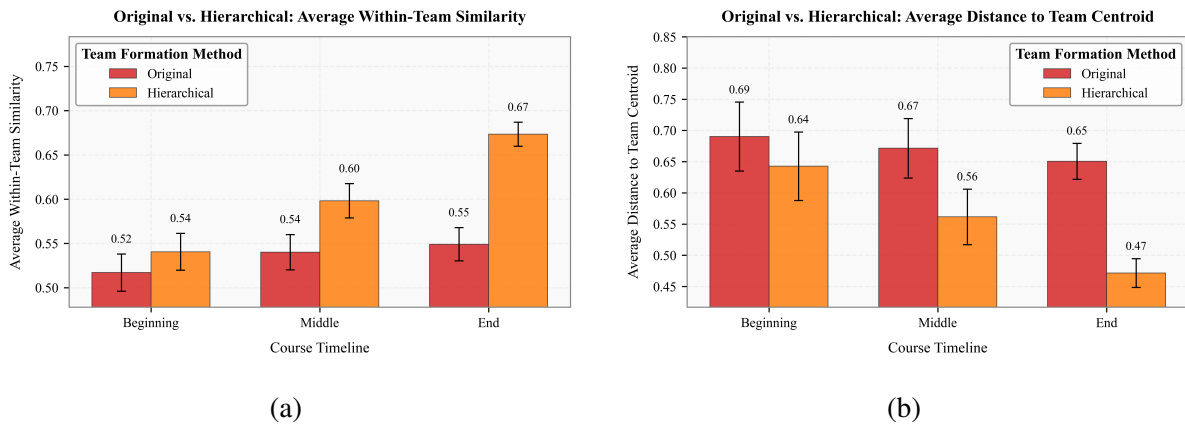 Original vs. Hierarchical: Average Within-Team Similarity
Average Within-Team Similarity
0.75
0.70
0.65
0.60
0.55
0.50
Team Formation Method
Original
Hierarchical
0.52
0.54
0.54
0.60
0.55
0.67
Beginning
Middle
End
Course Timeline
(a)
Original vs. Hierarchical: Average Distance to Team Centroid
Average Distance to Team Centroid
0.85
0.80
0.75
0.70
0.65
0.60
0.55
0.50
0.45
Team Formation Method
Original
Hierarchical
0.69
0.64
0.67
0.56
0.65
0.47
Beginning
Middle
End
Course Timeline
(b)